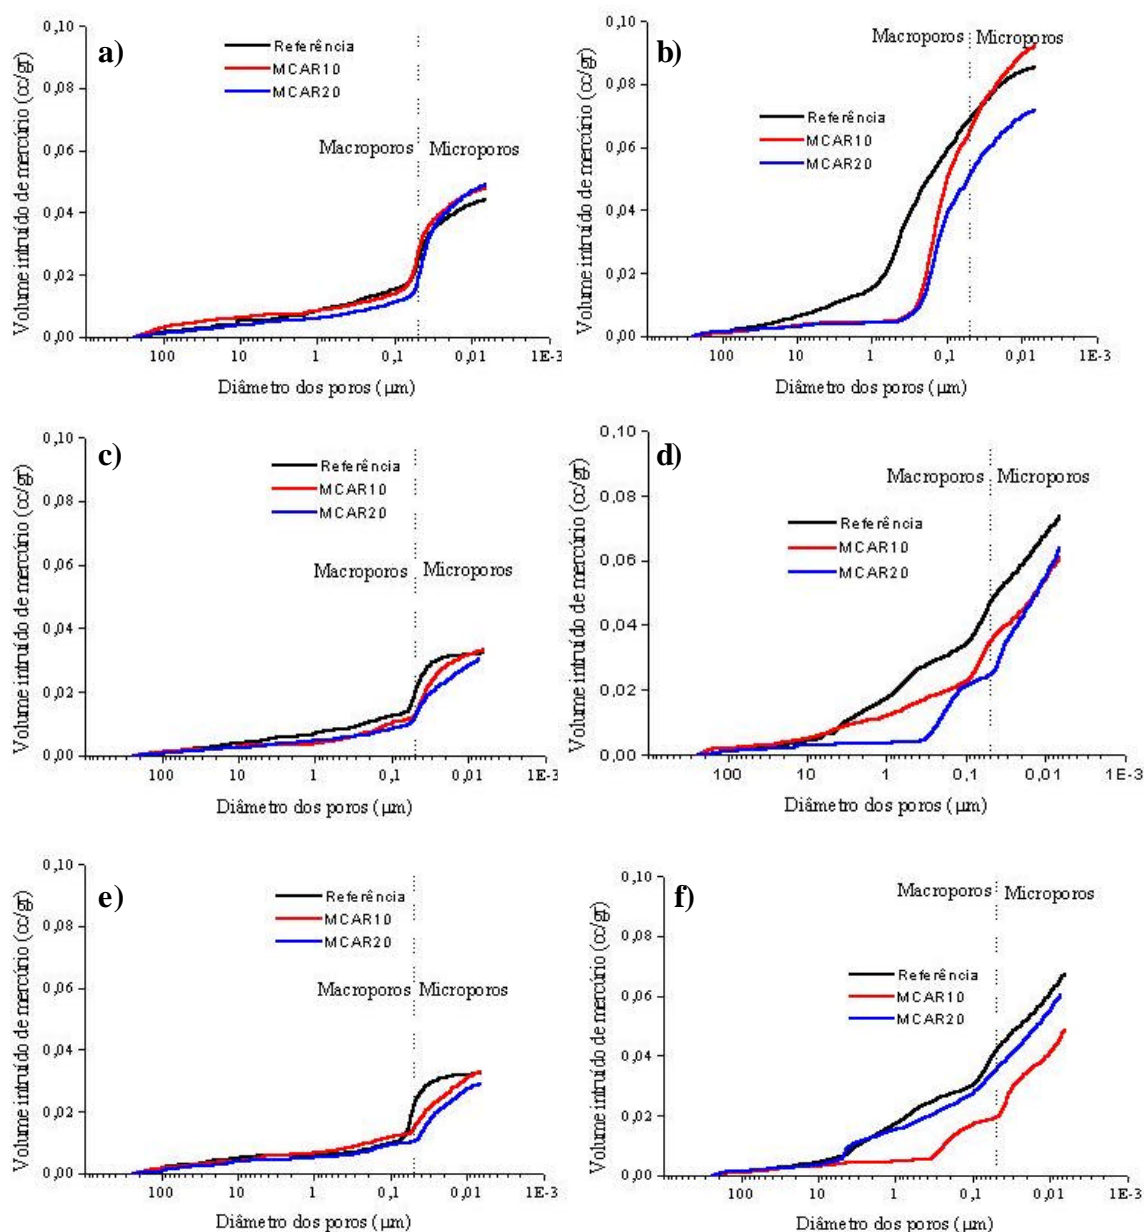 a)
0,10
0,08
0,06
0,04
0,02
0,00
Volume intruído de mercúrio (cc/gr)
Referência
MCAR10
MCAR20
Macroporos
Microporos
100
10
1
0,1
0,01
1E-3
Diâmetro dos poros (µm)
b)
0,10
0,08
0,06
0,04
0,02
0,00
Volume intruído de mercúrio (cc/gr)
Macroporos
Microporos
Referência
MCAR10
MCAR20
100
10
1
0,1
0,01
1E-3
Diâmetro dos poros (µm)
c)
0,10
0,08
0,06
0,04
0,02
0,00
Volume intruído de mercúrio (cc/gr)
Referência
MCAR10
MCAR20
Macroporos
Microporos
100
10
1
0,1
0,01
1E-3
Diâmetro dos poros (µm)
d)
0,10
0,08
0,06
0,04
0,02
0,00
Volume intruído de mercúrio (cc/gr)
Macroporos
Microporos
Referência
MCAR10
MCAR20
100
10
1
0,1
0,01
1E-3
Diâmetro dos poros (µm)
e)
0,10
0,08
0,06
0,04
0,02
0,00
Volume intruído de mercúrio (cc/gr)
Referência
MCAR10
MCAR20
Macroporos
Microporos
100
10
1
0,1
0,01
1E-3
Diâmetro dos poros (µm)
f)
0,10
0,08
0,06
0,04
0,02
0,00
Volume intruído de mercúrio (cc/gr)
Macroporos
Microporos
Referência
MCAR10
MCAR20
100
10
1
0,1
0,01
1E-3
Diâmetro dos poros (µm)